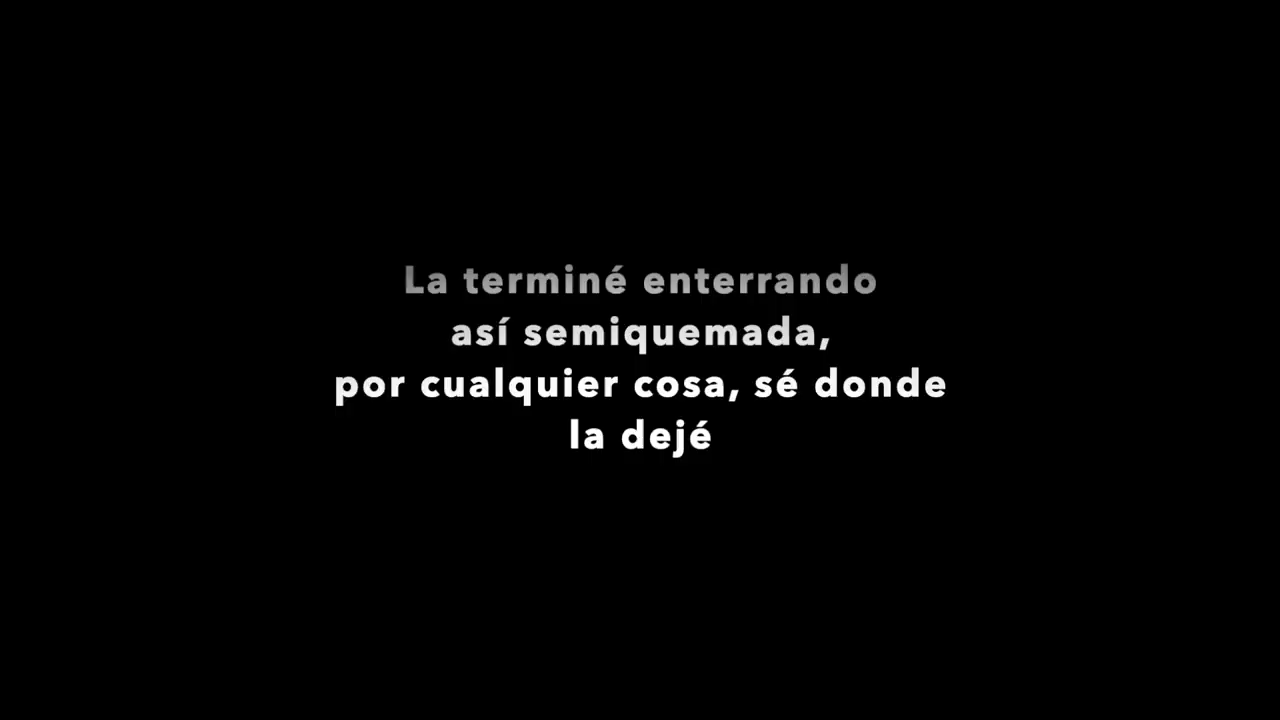 La terminé enterrando
así semiquemada,
por cualquier cosa, sé donde
la dejé